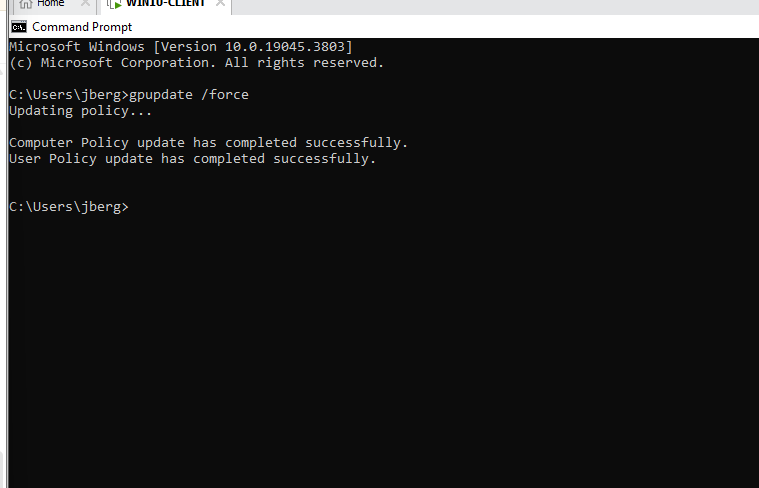 Home
WIN10-CLIENT
Command Prompt
Microsoft Windows [Version 10.0.19045.3803]
(c) Microsoft Corporation. All rights reserved.
C:\Users\jberg>gpupdate /force
Updating policy...
Computer Policy update has completed successfully.
User Policy update has completed successfully.
C:\Users\jberg>